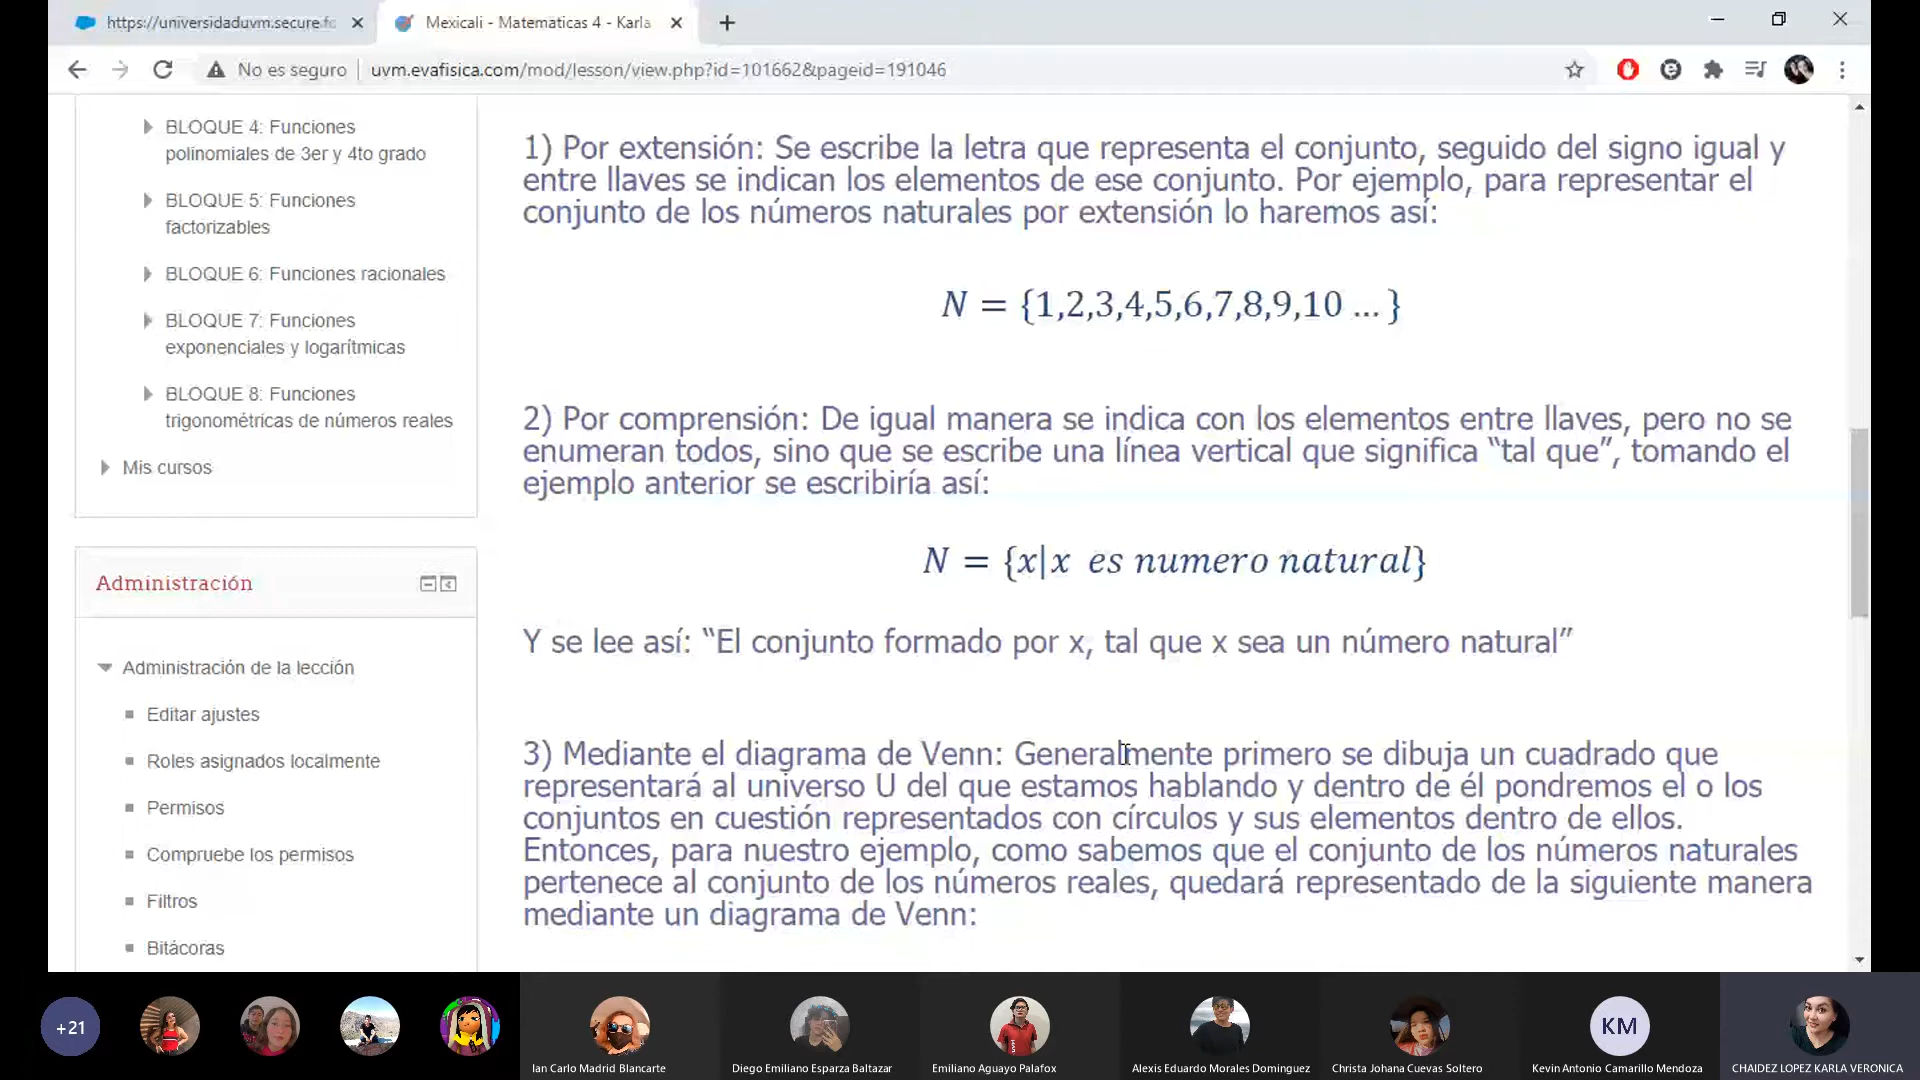 https://universidaduvm.secure.fo
Mexicali - Matematicas 4 - Karla
No es seguro
uvm.evafisica.com/mod/lesson/view.php?id=101662&pageid=191046
BLOQUE 4: Funciones
polinomiales de 3er y 4to grado
BLOQUE 5: Funciones
factorizables
BLOQUE 6: Funciones racionales
BLOQUE 7: Funciones
exponenciales y logarítmicas
BLOQUE 8: Funciones
trigonométricas de números reales
Mis cursos
Administración
Administración de la lección
Editar ajustes
Roles asignados localmente
Permisos
Compruebe los permisos
Filtros
Bitácoras
1) Por extensión: Se escribe la letra que representa el conjunto, seguido del signo igual y
entre llaves se indican los elementos de ese conjunto. Por ejemplo, para representar el
conjunto de los números naturales por extensión lo haremos así:
N = {1,2,3,4,5,6,7,8,9,10 ... }
2) Por comprensión: De igual manera se indica con los elementos entre llaves, pero no se
enumeran todos, sino que se escribe una línea vertical que significa “tal que”, tomando el
ejemplo anterior se escribiría así:
N = {x|x es numero natural}
Y se lee así: “El conjunto formado por x, tal que x sea un número natural”
3) Mediante el diagrama de Venn: Generalmente primero se dibuja un cuadrado que
representará al universo U del que estamos hablando y dentro de él pondremos el o los
conjuntos en cuestión representados con círculos y sus elementos dentro de ellos.
Entonces, para nuestro ejemplo, como sabemos que el conjunto de los números naturales
pertenece al conjunto de los números reales, quedará representado de la siguiente manera
mediante un diagrama de Venn:
+21
Ian Carlo Madrid Blancarte
Diego Emiliano Esparza Baltazar
Emiliano Aguayo Palafox
Alexis Eduardo Morales Dominguez
Christa Johana Cuevas Soltero
KM
Kevin Antonio Camarillo Mendoza
CHAIDEZ LOPEZ KARLA VERONICA